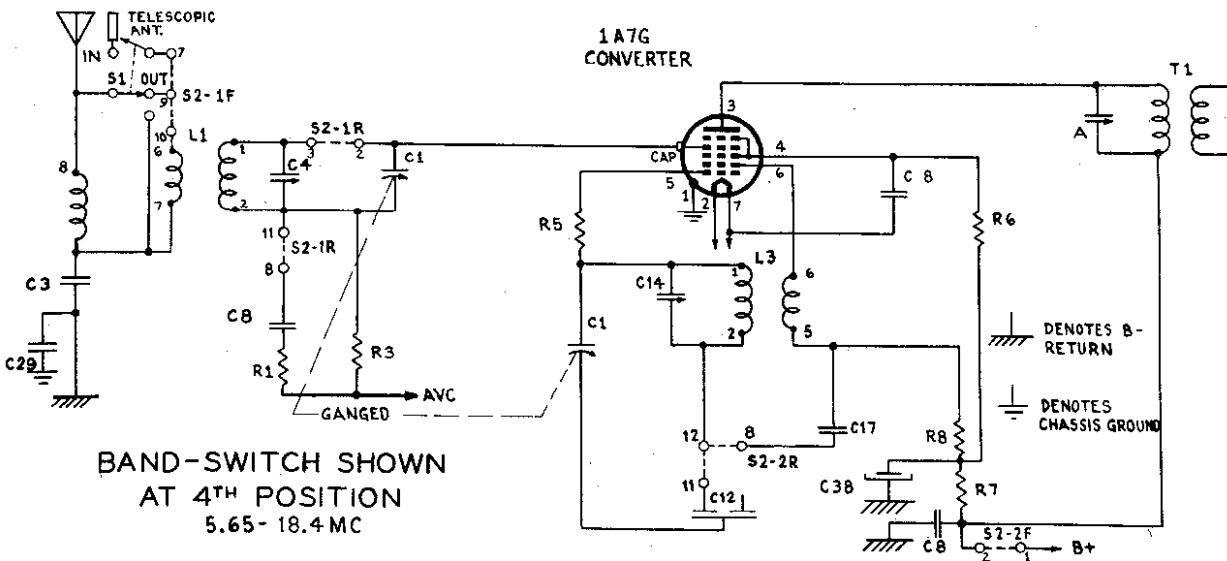 TELESCOPIC
ANT.
IN
7
S1
OUT
9
S2-1F
10
L1
8
6
7
1
2
C4
S2-1R
3
2
C1
11
S2-1R
8
C3
C29
C8
R1
R3
AVC
GANGED
1A7G
CONVERTER
3
CAP
4
6
5
1
2
7
C8
R5
R6
T1
A
L3
C14
1
2
6
5
C1
12
8
S2-2R
11
C12
C17
R8
C38
R7
C8
S2-2F
2
1
B+
DENOTES B-
RETURN
DENOTES
CHASSIS GROUND
BAND-SWITCH SHOWN
AT 4TH POSITION
5.65-18.4MC